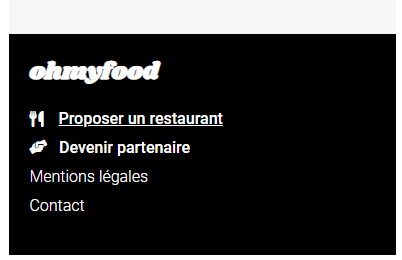 ohmyfood
Proposer un restaurant
Devenir partenaire
Mentions légales
Contact